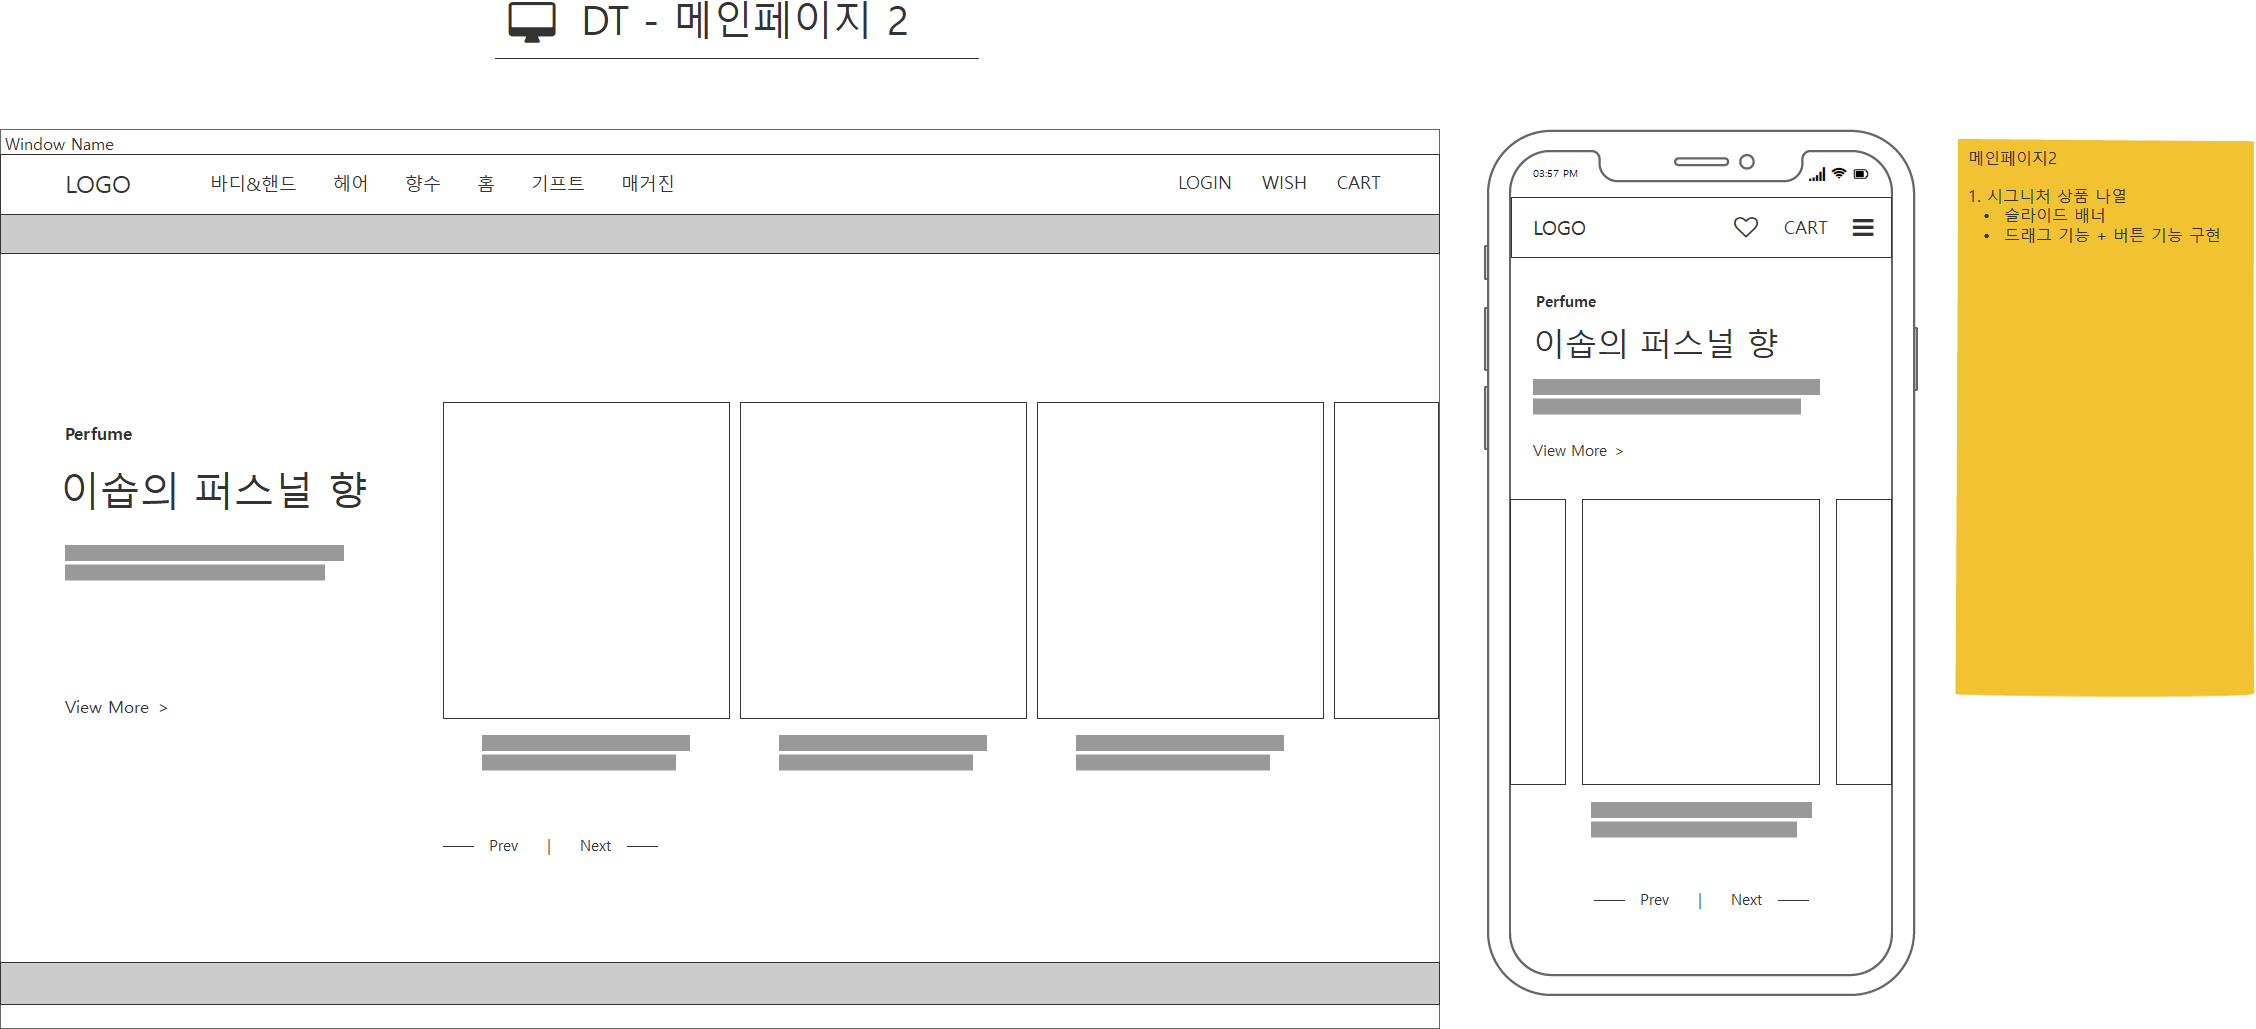 DT - 메인페이지 2
Window Name
LOGO 바디&핸드 헤어 향수 홈 기프트 매거진 LOGIN WISH CART
Perfume
이솝의 퍼스널 향
View More >
Prev | Next
03:57 PM
LOGO CART
Perfume
이솝의 퍼스널 향
View More >
Prev | Next
메인페이지2
1. 시그니처 상품 나열
• 슬라이드 배너
• 드래그 기능 + 버튼 기능 구현